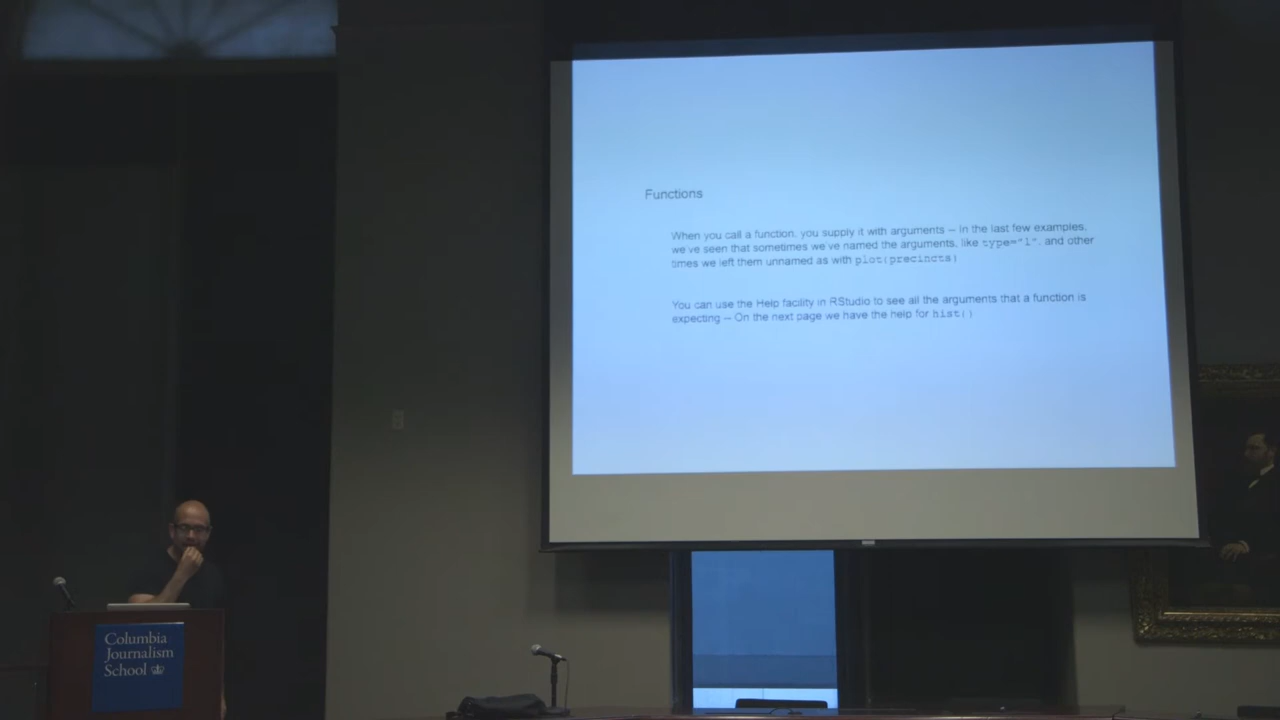 Functions
When you call a function, you supply it with arguments – in the last few examples,
we've seen that sometimes we've named the arguments, like type="l", and other
times we left them unnamed as with plot(precincts)
You can use the Help facility in RStudio to see all the arguments that a function is
expecting – On the next page we have the help for hist()
Columbia
Journalism
School